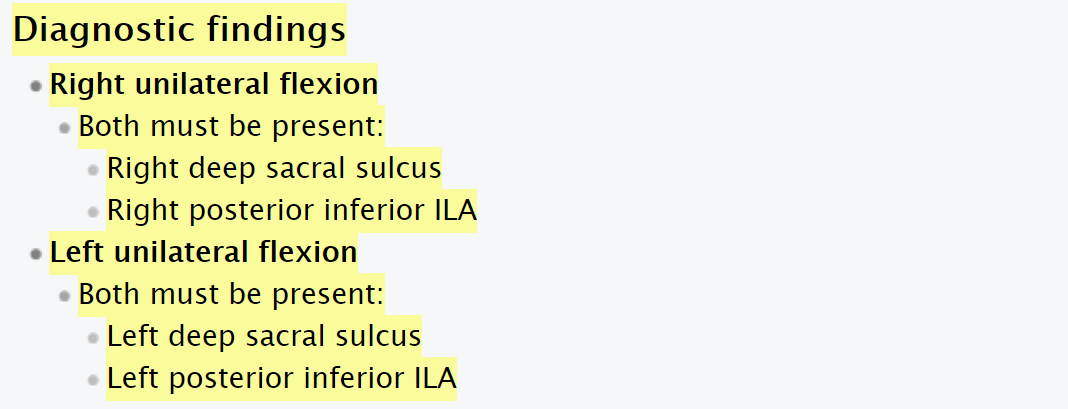 Diagnostic findings
Right unilateral flexion
Both must be present:
Right deep sacral sulcus
Right posterior inferior ILA
Left unilateral flexion
Both must be present:
Left deep sacral sulcus
Left posterior inferior ILA